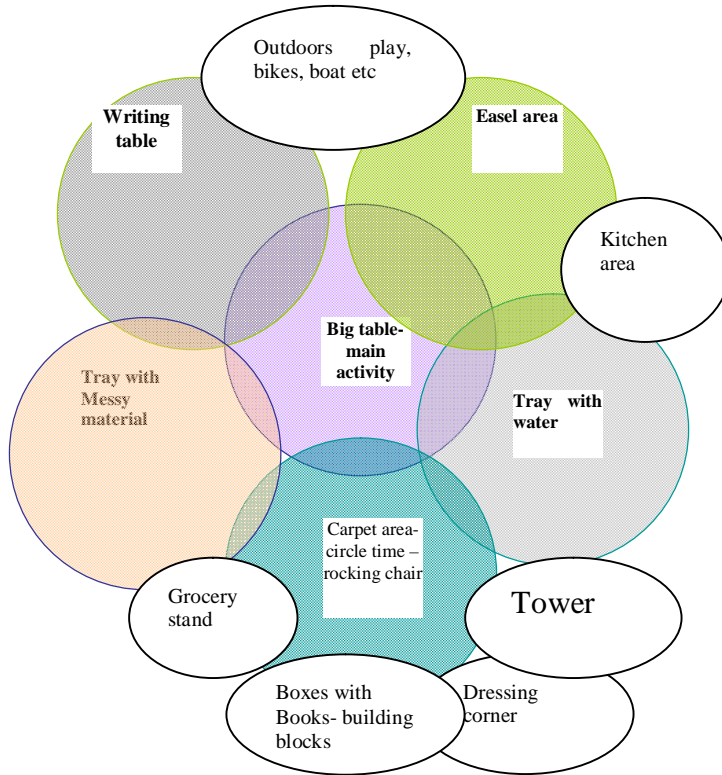 Outdoors play,
bikes, boat etc
Writing
table
Easel area
Kitchen
area
Big table-
main
activity
Tray with
Messy
material
Tray with
water
Carpet area-
circle time –
rocking chair
Grocery
stand
Tower
Boxes with
Books- building
blocks
Dressing
corner